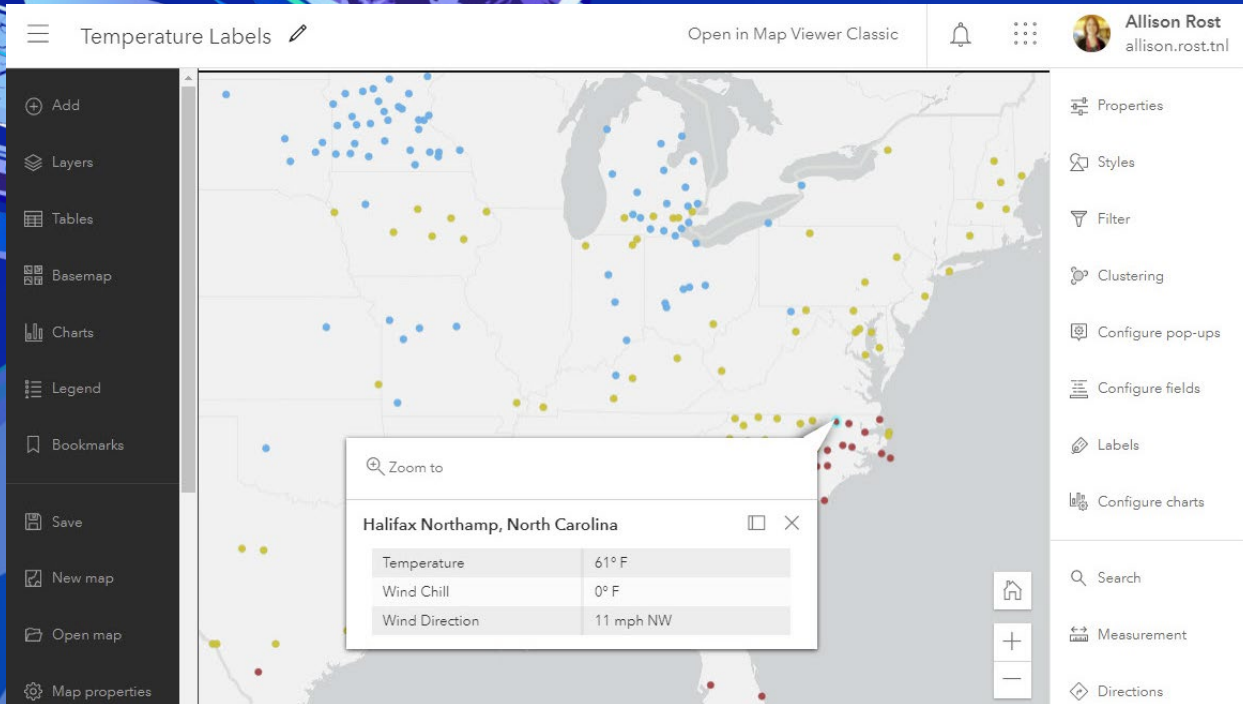 Temperature Labels
Open in Map Viewer Classic
Allison Rost
allison.rost.tnl
Add
Layers
Tables
Basemap
Charts
Legend
Bookmarks
Save
New map
Open map
Map properties
Zoom to
Halifax Northamp, North Carolina
Temperature 61° F
Wind Chill 0° F
Wind Direction 11 mph NW
Properties
Styles
Filter
Clustering
Configure pop-ups
Configure fields
Labels
Configure charts
Search
Measurement
Directions